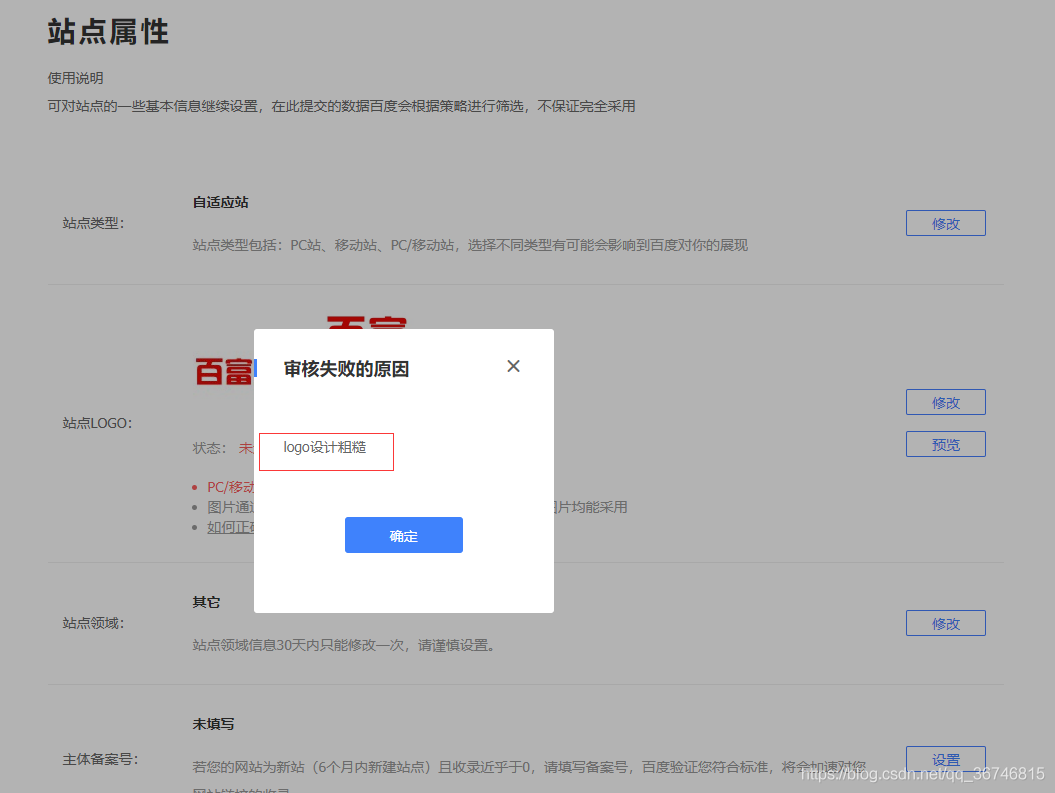 站点属性
使用说明
可对站点的一些基本信息继续设置，在此提交的数据百度会根据策略进行筛选，不保证完全采用
站点类型：
自适应站
站点类型包括：PC站、移动站、PC/移动站，选择不同类型有可能会影响到百度对你的展现
修改
百富
百富
审核失败的原因
×
站点LOGO：
修改
状态： 未
logo设计粗糙
预览
PC/移动
图片通过
图片均能采用
如何正确
确定
其它
站点领域：
站点领域信息30天内只能修改一次，请谨慎设置。
修改
未填写
主体备案号：
若您的网站为新站（6个月内新建站点）且收录近乎于0，请填写备案号，百度验证您符合标准，将会加速对您
网站链接的收录
设置
https://blog.csdn.net/qq_36746815